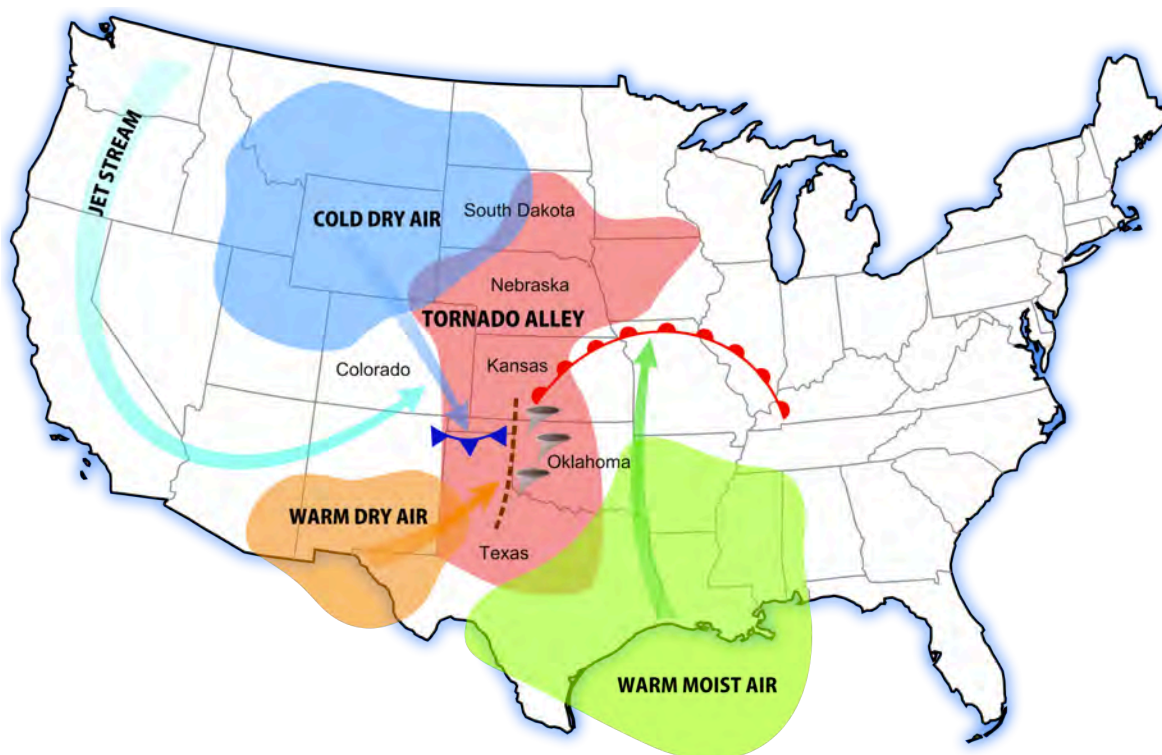 JET STREAM
COLD DRY AIR
South Dakota
Nebraska
TORNADO ALLEY
Colorado
Kansas
Oklahoma
WARM DRY AIR
Texas
WARM MOIST AIR